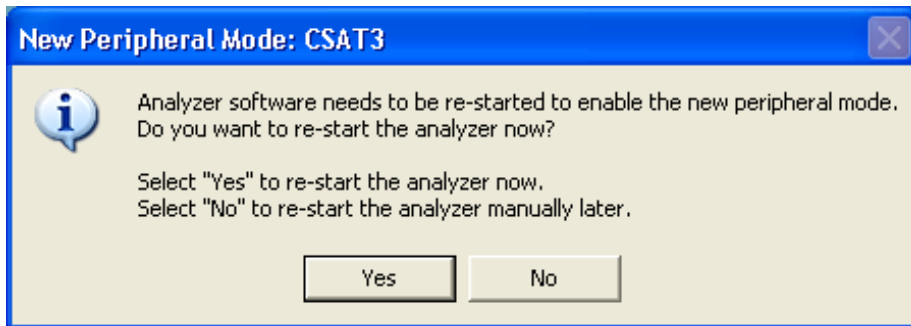 New Peripheral Mode: CSAT3
Analyzer software needs to be re-started to enable the new peripheral mode.
Do you want to re-start the analyzer now?
Select "Yes" to re-start the analyzer now.
Select "No" to re-start the analyzer manually later.
Yes
No